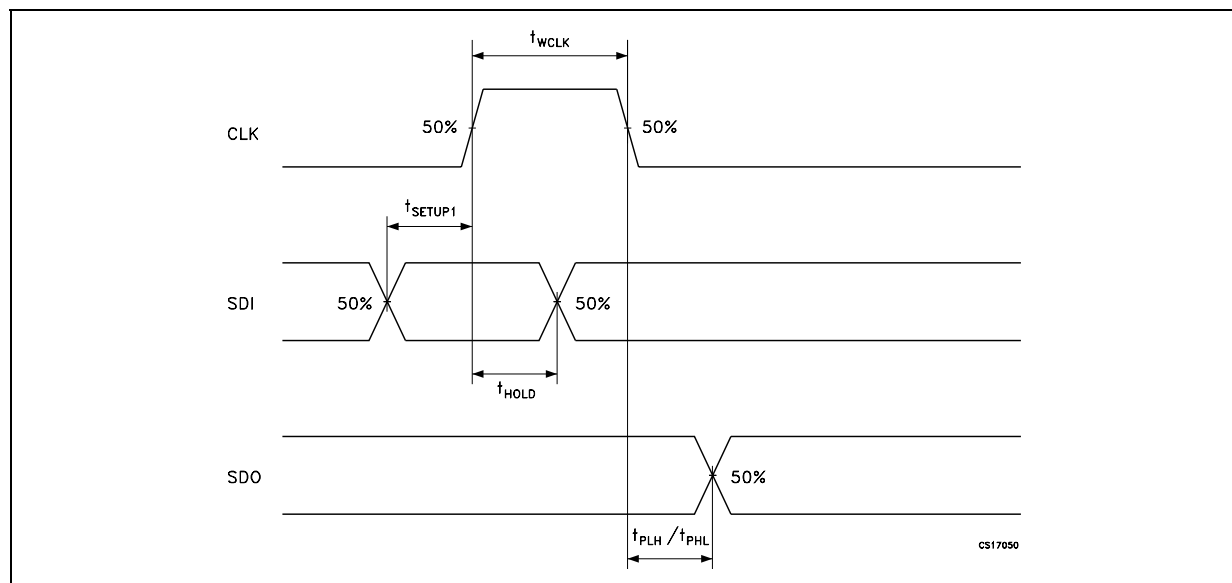 tWCLK
CLK
50%
50%
tSETUP1
SDI
50%
50%
tHOLD
SDO
50%
tPLH /tPHL
CS17050